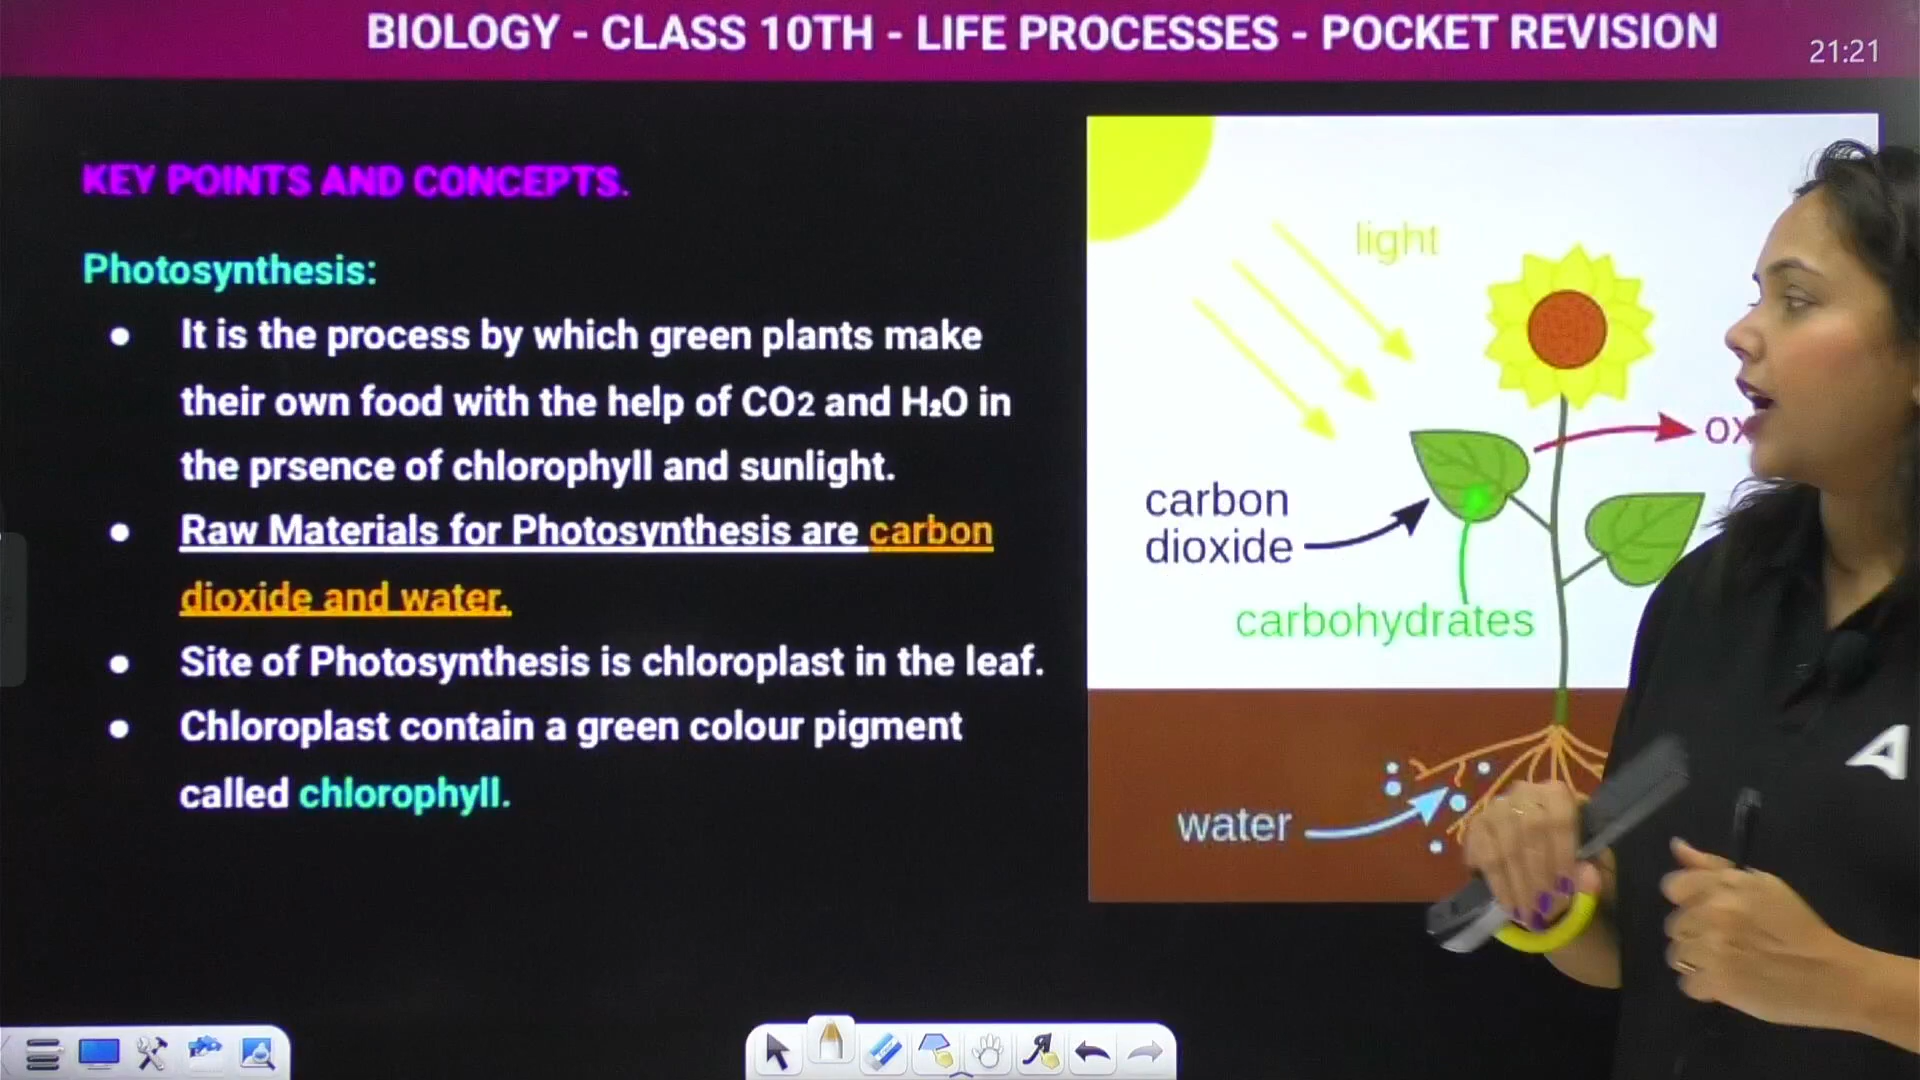 BIOLOGY - CLASS 10TH - LIFE PROCESSES - POCKET REVISION
21:21
KEY POINTS AND CONCEPTS.
Photosynthesis:
● It is the process by which green plants make
their own food with the help of CO2 and H₂O in
the prsence of chlorophyll and sunlight.
● Raw Materials for Photosynthesis are carbon
dioxide and water.
● Site of Photosynthesis is chloroplast in the leaf.
● Chloroplast contain a green colour pigment
called chlorophyll.
light
carbon
dioxide
carbohydrates
water